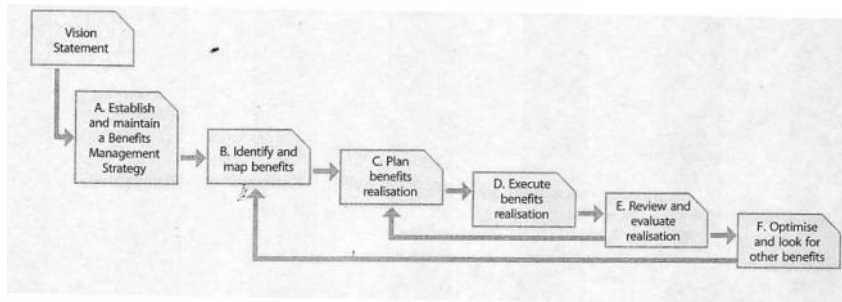 Vision
Statement
A. Establish
and maintain
a Benefits
Management
Strategy
B. Identify and
map benefits
C. Plan
benefits
realisation
D. Execute
benefits
realisation
E. Review and
evaluate
realisation
F. Optimise
and look for
other benefits